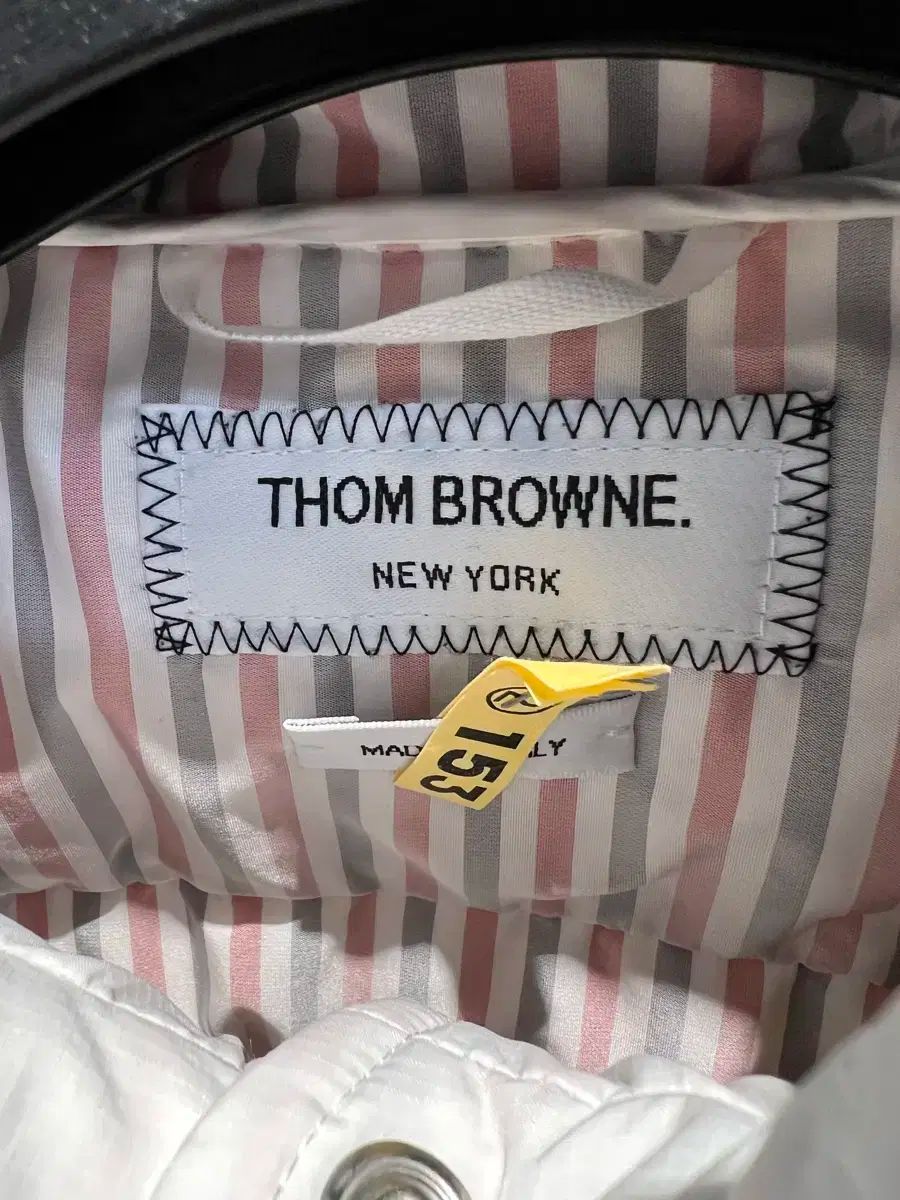 THOM BROWNE.
NEW YORK
153